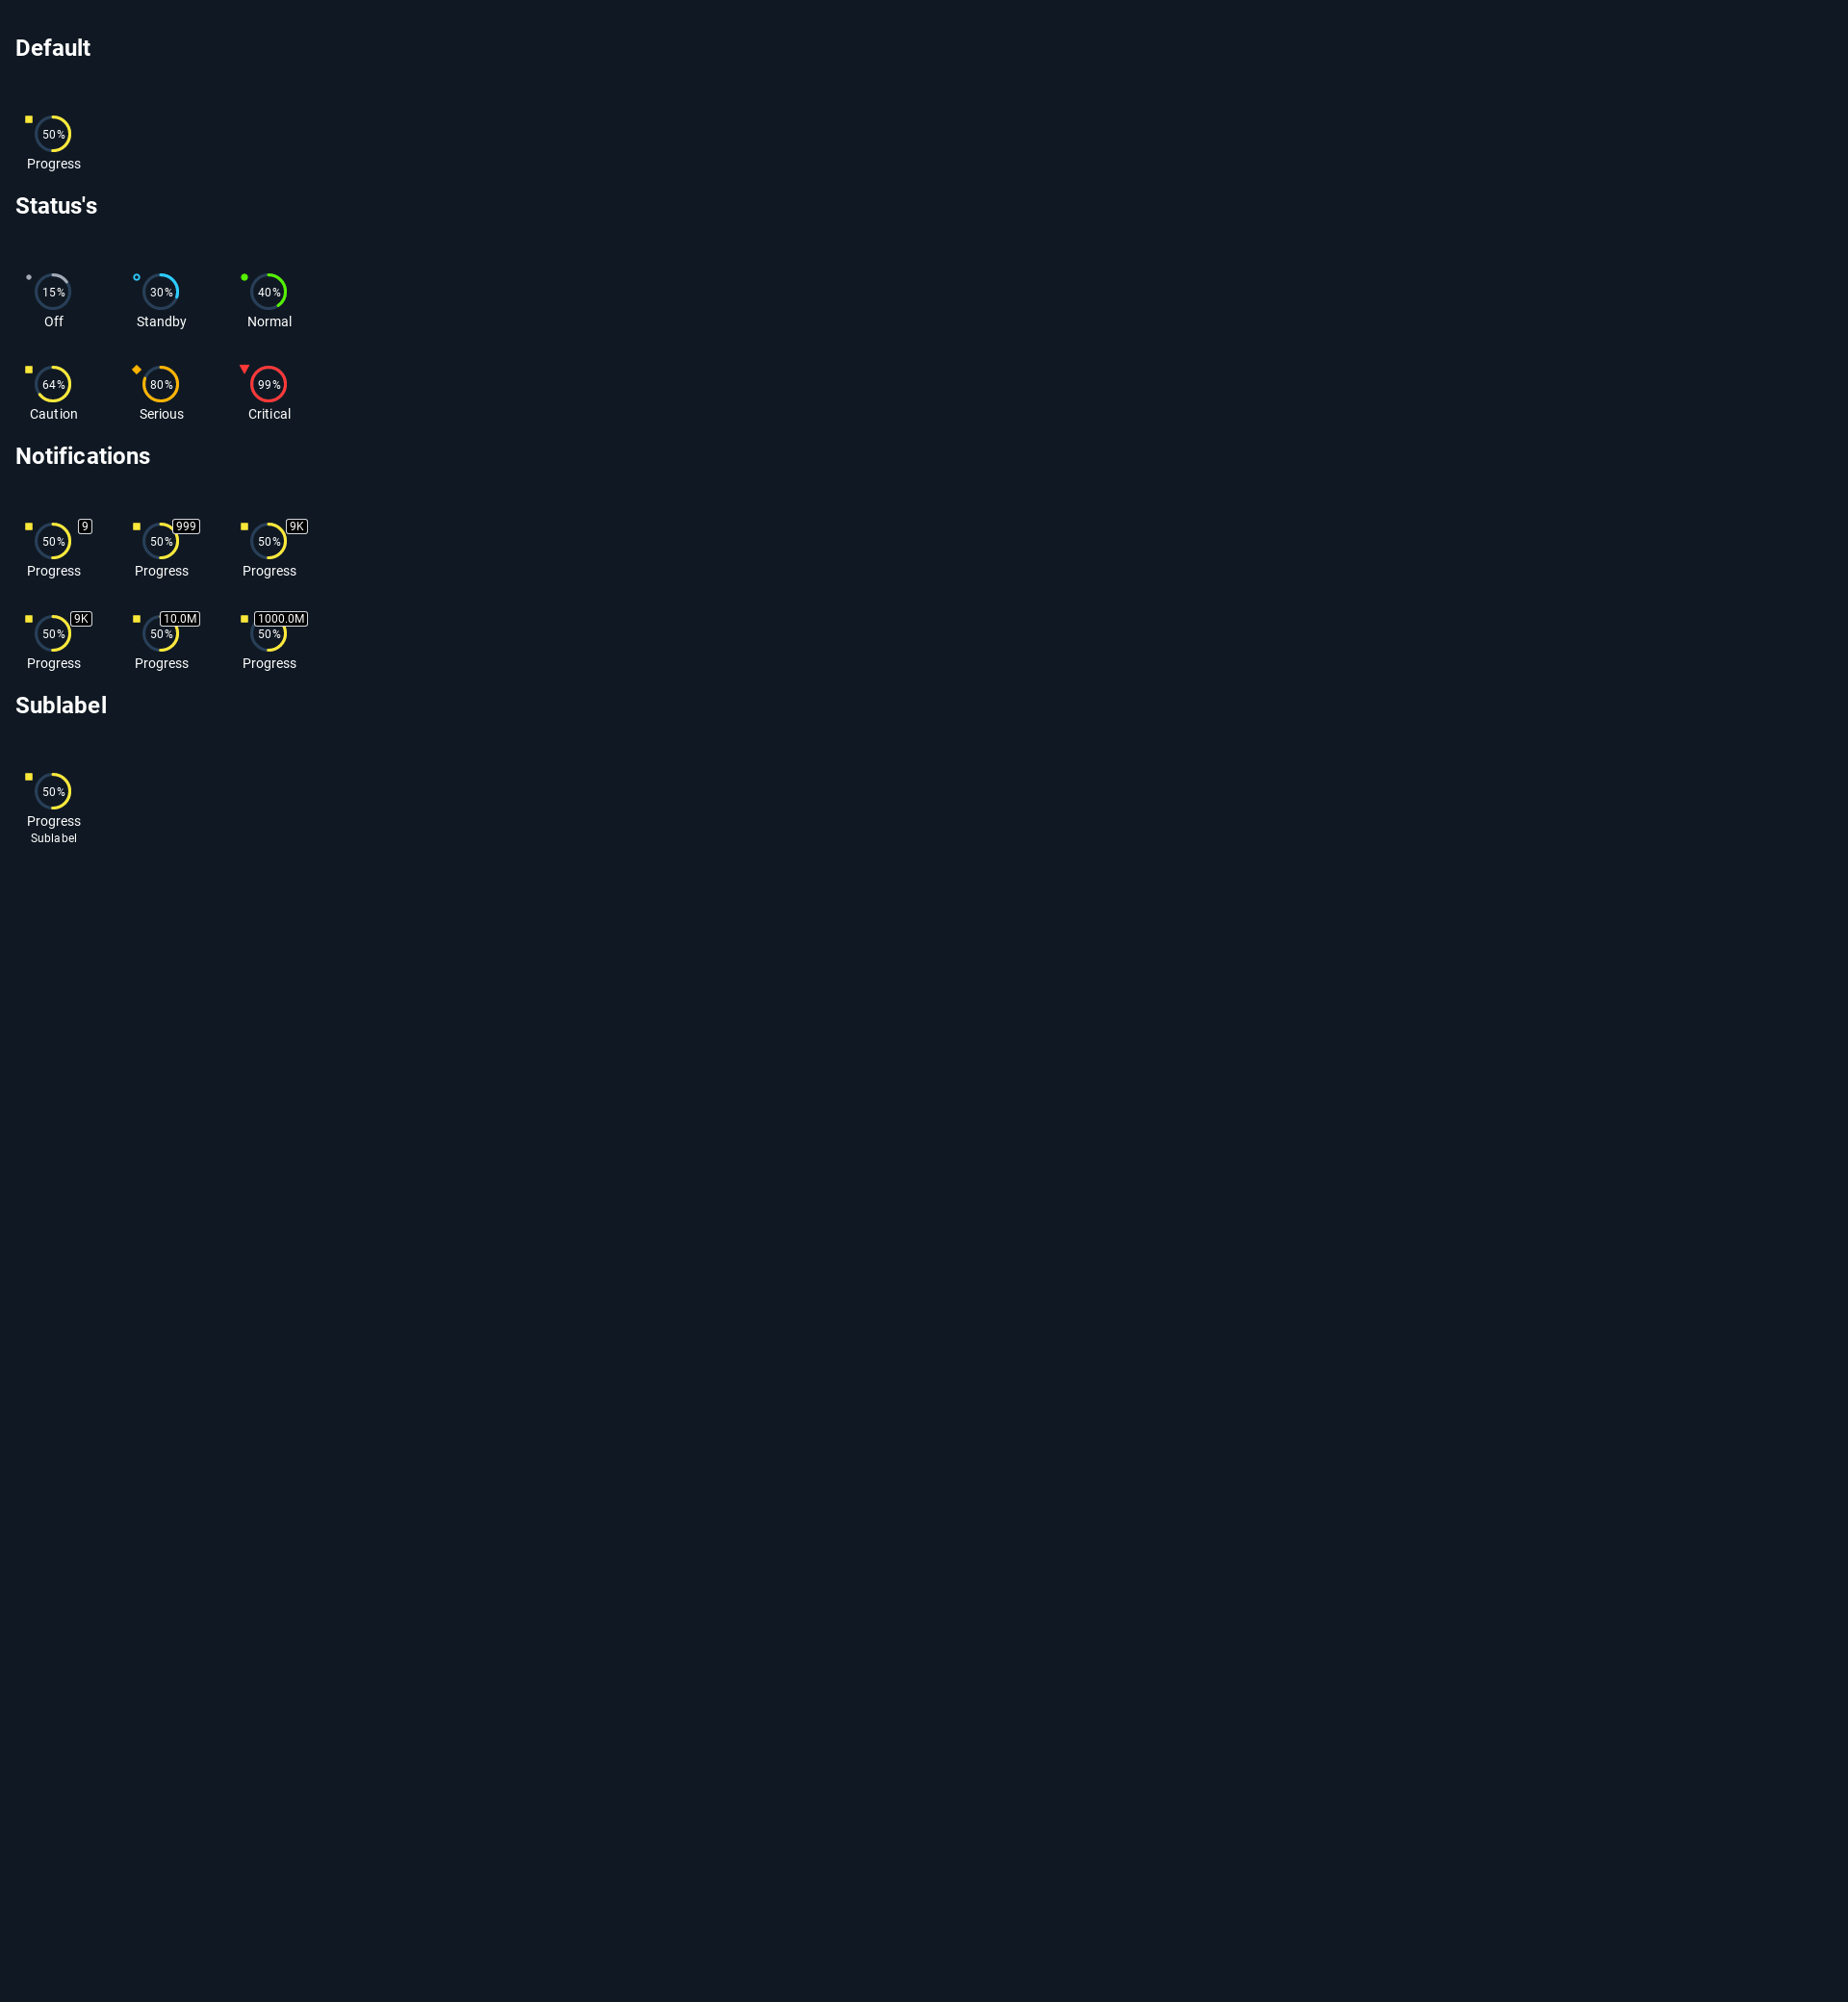 Default
50%
Progress
Status's
15% 30% 40%
Off Standby Normal
64% 80% 99%
Caution Serious Critical
Notifications
9 999 9K
50% 50% 50%
Progress Progress Progress
9K 10.0M 1000.0M
50% 50% 50%
Progress Progress Progress
Sublabel
50%
Progress
Sublabel